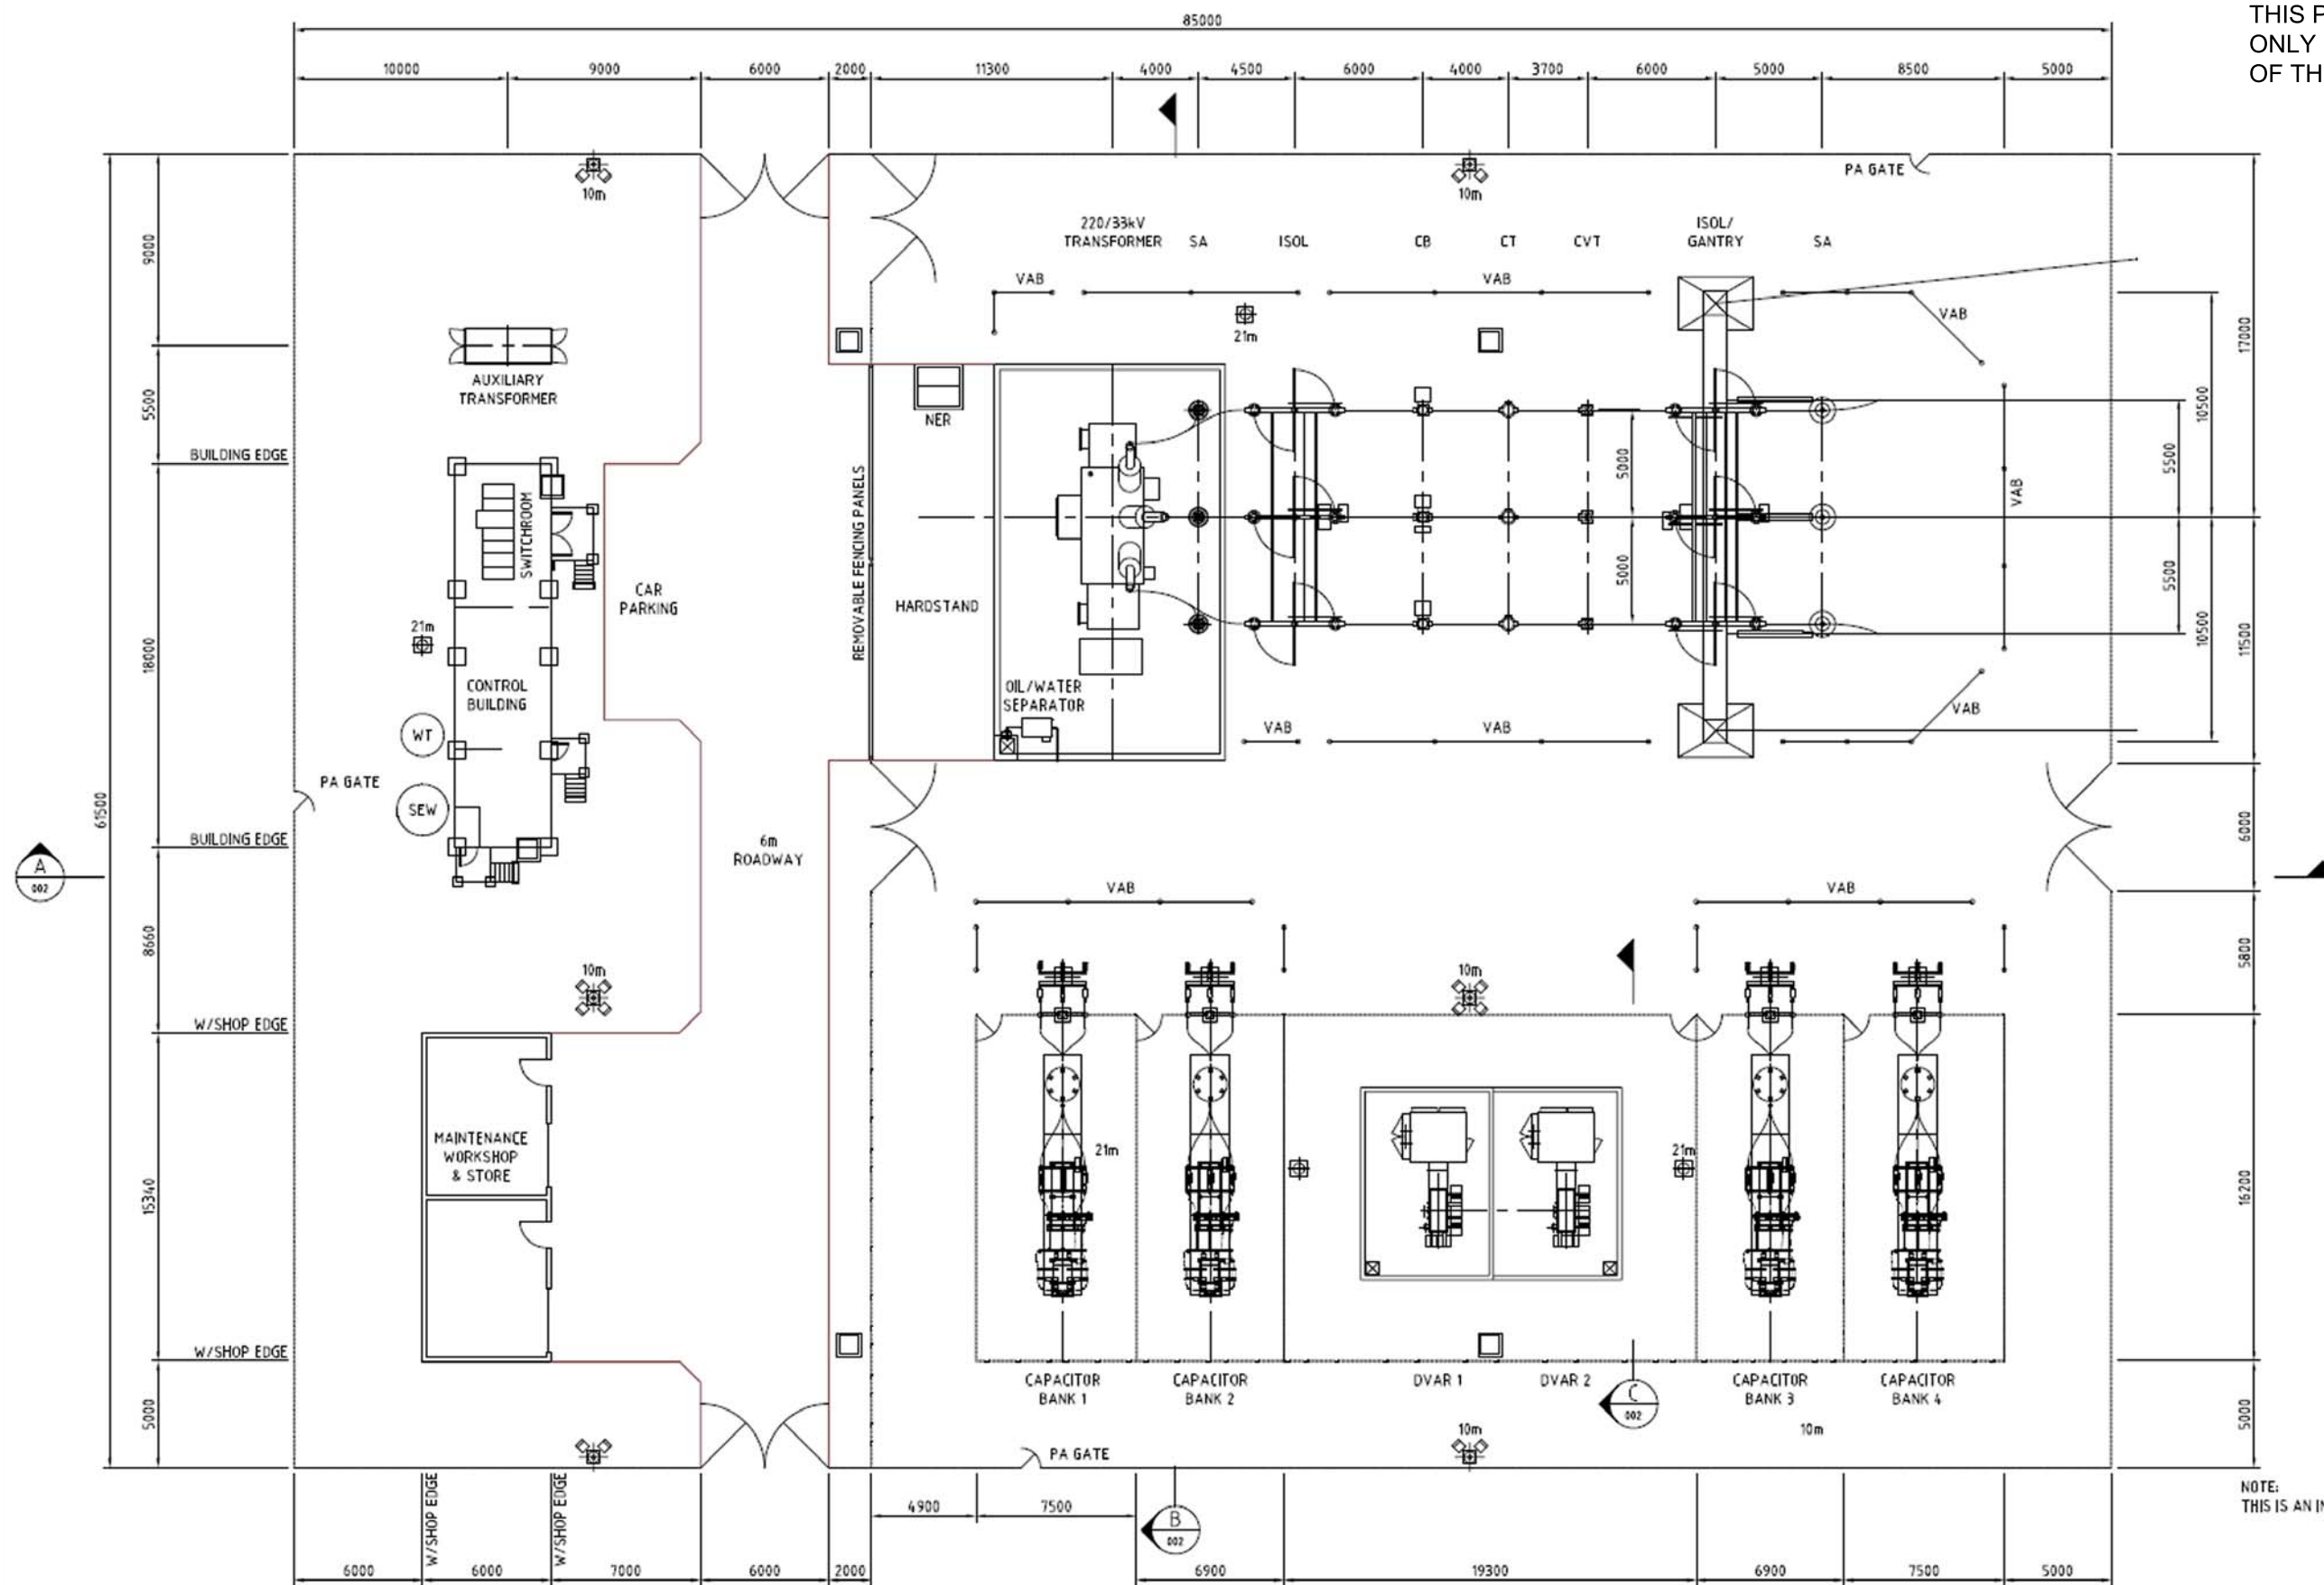 THIS P
ONLY
OF TH
85000
10000
9000
6000
2000
11300
4000
4500
6000
4000
3700
6000
5000
8500
5000
10m
10m
PA GATE
220/33kV
TRANSFORMER
SA
ISOL
CB
CT
CVT
ISOL/
GANTRY
SA
VAB
VAB
VAB
21m
9000
17000
AUXILIARY
TRANSFORMER
NER
5500
10500
5500
BUILDING EDGE
SWITCHROOM
REMOVABLE FENCING PANELS
5000
VAB
CAR
PARKING
HARDSTAND
5000
5500
21m
18000
10500
11500
CONTROL
BUILDING
OIL/WATER
SEPARATOR
VAB
VAB
VAB
WT
PA GATE
SEW
61500
BUILDING EDGE
6m
ROADWAY
6000
A
002
VAB
VAB
8660
5800
10m
10m
W/SHOP EDGE
MAINTENANCE
WORKSHOP
& STORE
21m
21m
15340
16200
W/SHOP EDGE
CAPACITOR
BANK 1
CAPACITOR
BANK 2
DVAR 1
DVAR 2
CAPACITOR
BANK 3
CAPACITOR
BANK 4
C
002
5000
5000
10m
10m
PA GATE
NOTE:
THIS IS AN I
W/SHOP EDGE
W/SHOP EDGE
4900
7500
B
002
6000
6000
7000
6000
2000
6900
19300
6900
7500
5000